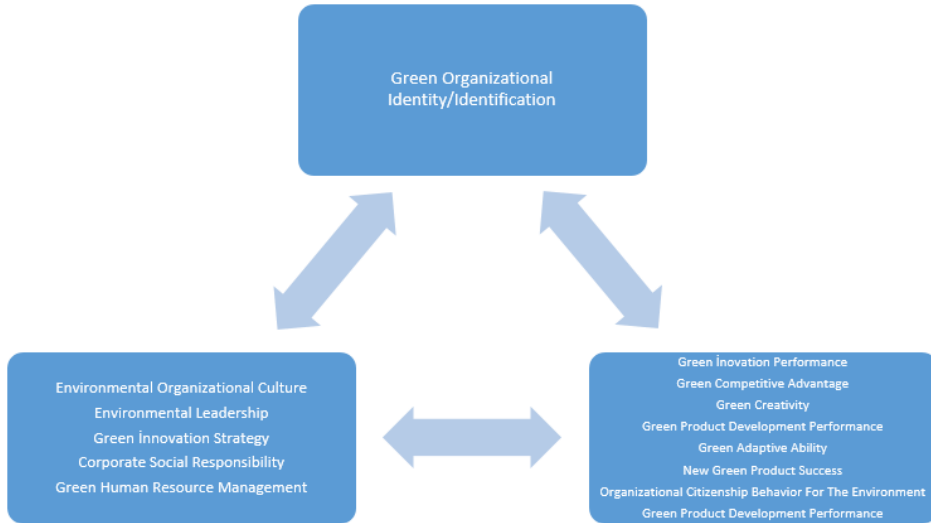 Green Organizational
Identity/Identification
Environmental Organizational Culture
Environmental Leadership
Green İnnovation Strategy
Corporate Social Responsibility
Green Human Resource Management
Green İnovation Performance
Green Competitive Advantage
Green Creativity
Green Product Development Performance
Green Adaptive Ability
New Green Product Success
Organizational Citizenship Behavior For The Environment
Green Product Development Performance